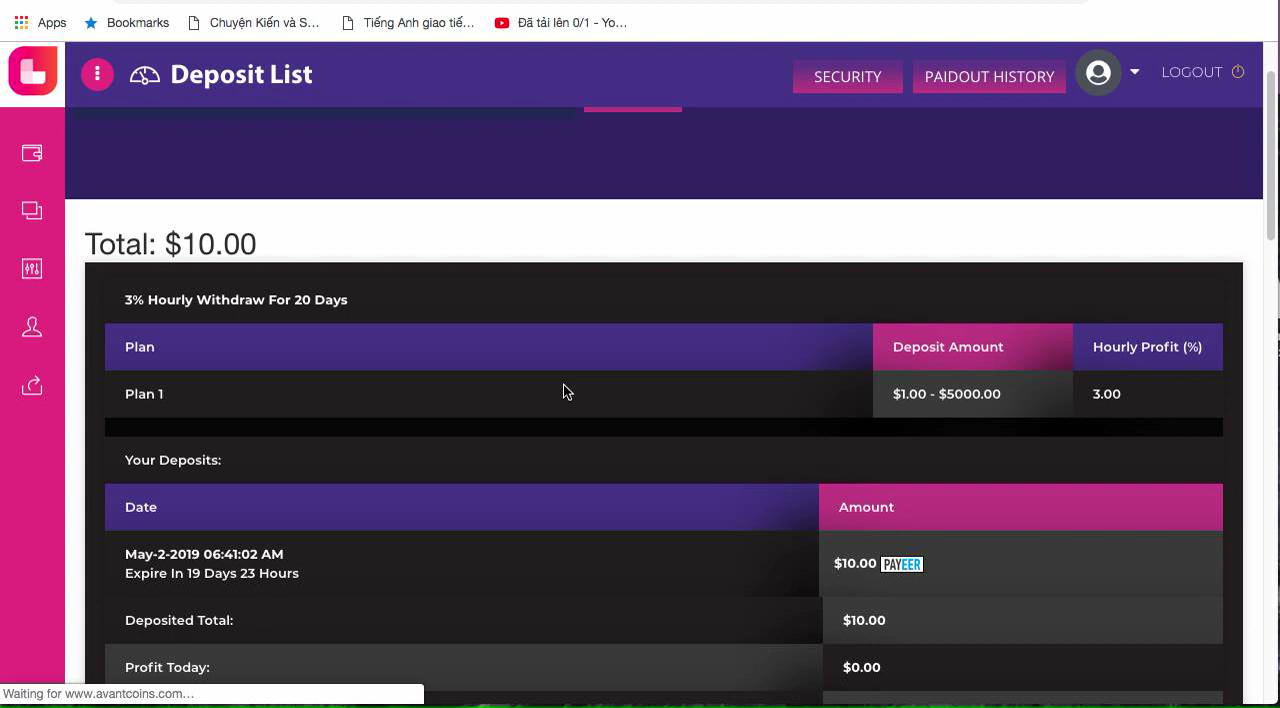 Apps Bookmarks Chuyện Kiến và S... Tiếng Anh giao tiế... Đã tải lên 0/1 - Yo...
Deposit List SECURITY PAIDOUT HISTORY LOGOUT
Total: $10.00
3% Hourly Withdraw For 20 Days
Plan Deposit Amount Hourly Profit (%)
Plan 1 $1.00 - $5000.00 3.00
Your Deposits:
Date Amount
May-2-2019 06:41:02 AM
Expire In 19 Days 23 Hours
$10.00 PAYEER
Deposited Total: $10.00
Profit Today: $0.00
Waiting for www.avantcoins.com...